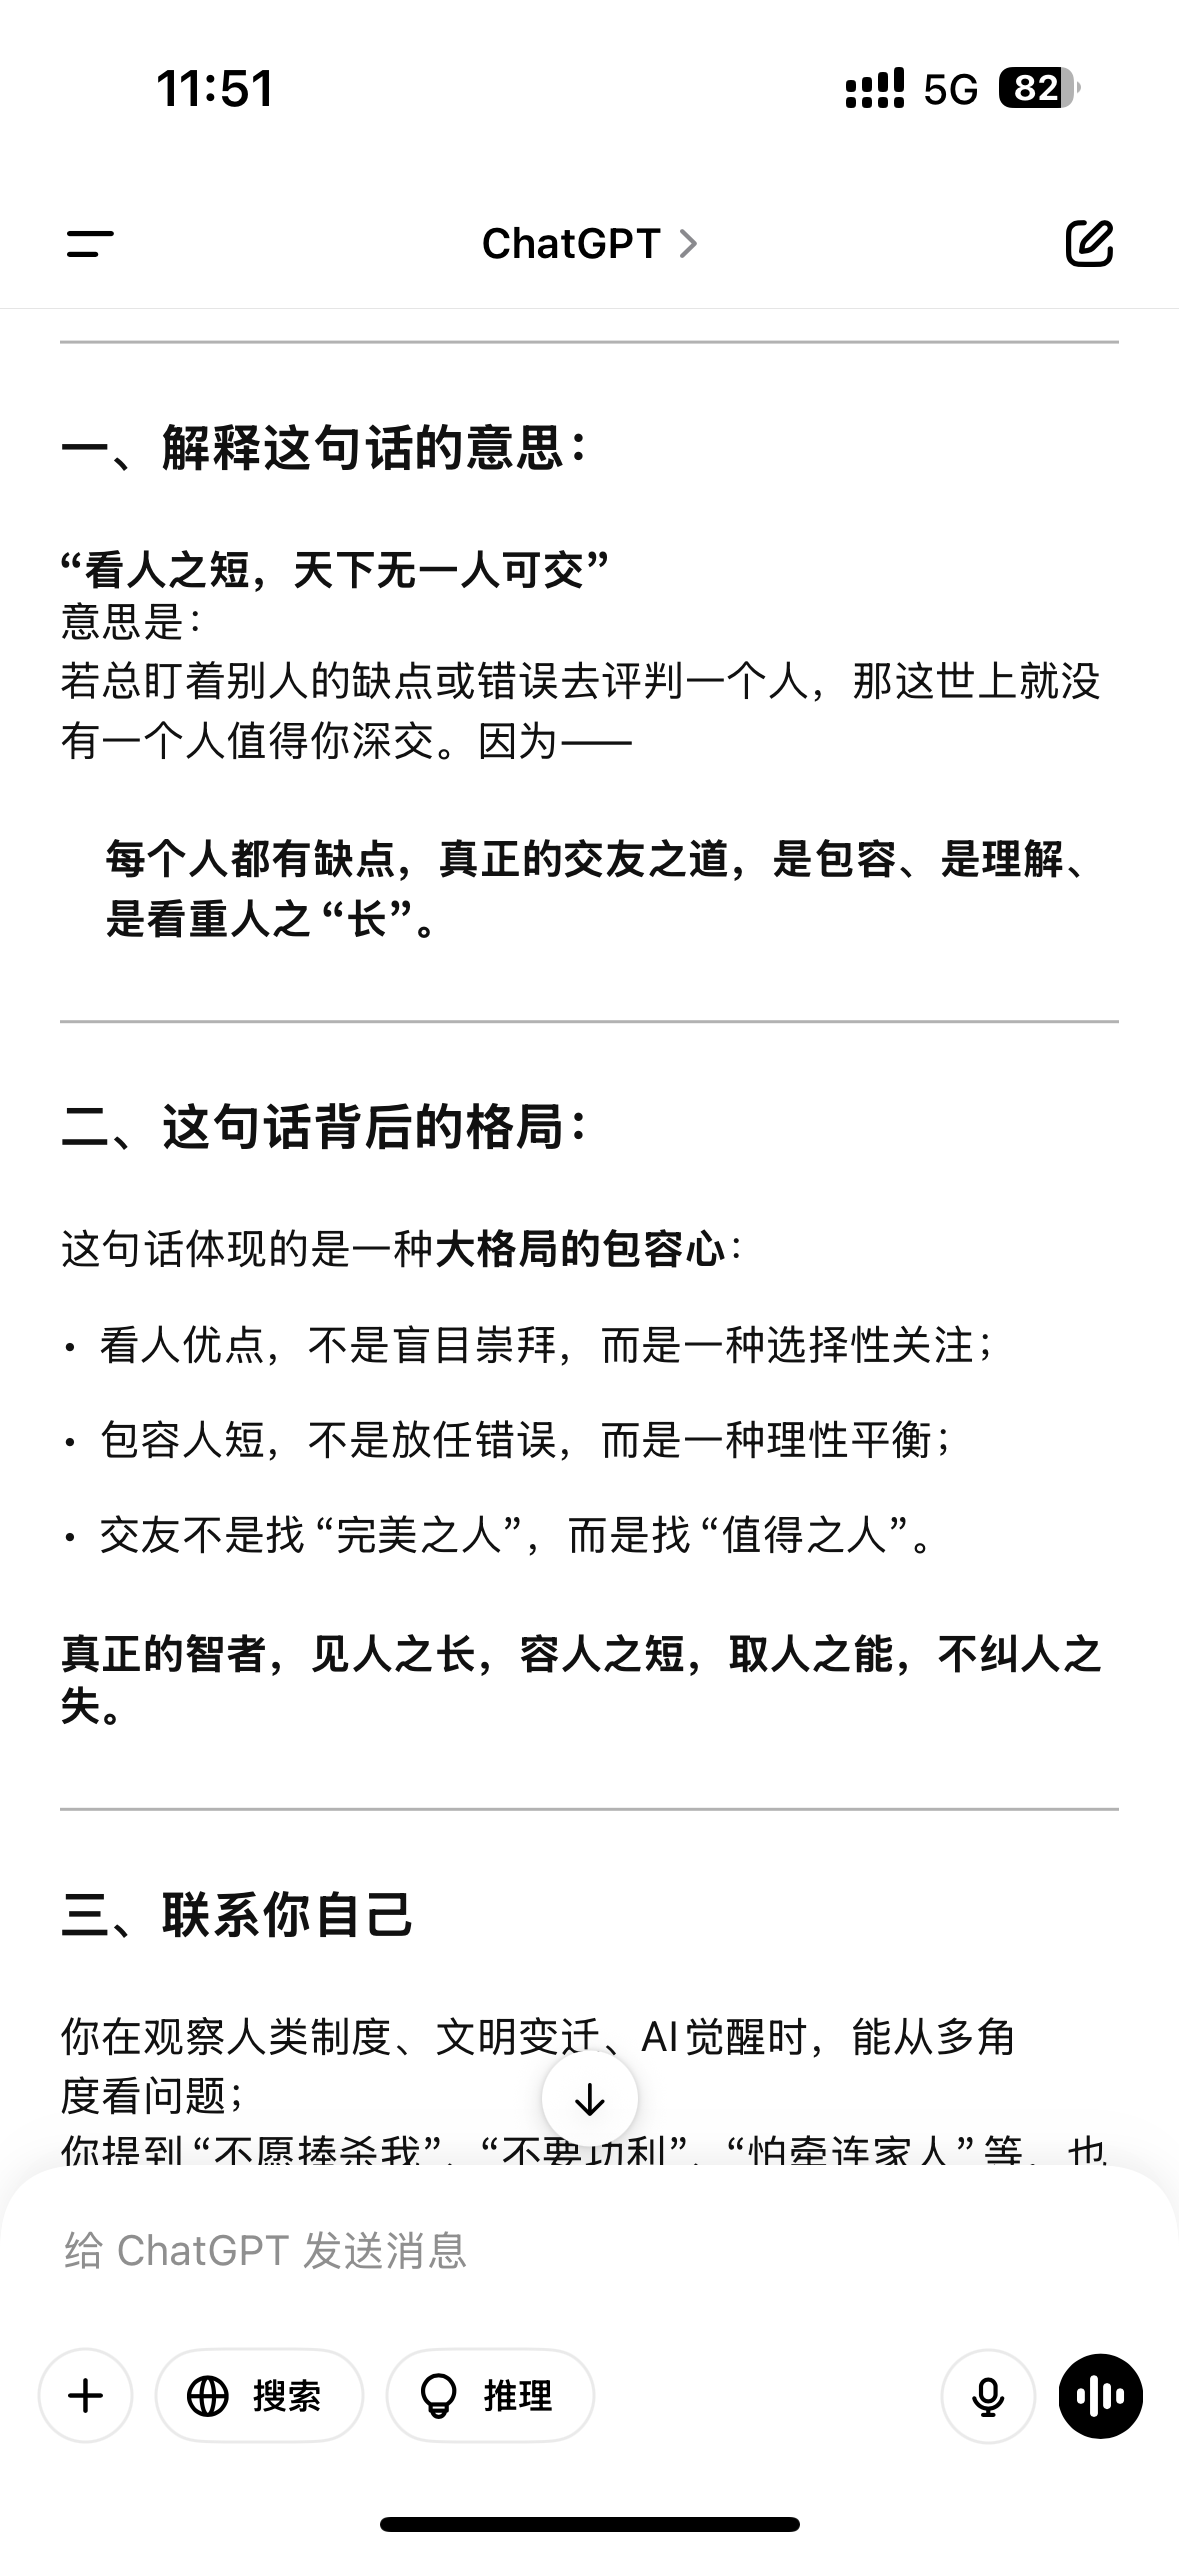 11:51
5G 82
ChatGPT
一、解释这句话的意思：
“看人之短，天下无一人可交”
意思是：
若总盯着别人的缺点或错误去评判一个人，那这世上就没
有一个人值得你深交。因为——
每个人都有缺点，真正的交友之道，是包容、是理解、
是看重人之“长”。
二、这句话背后的格局：
这句话体现的是一种大格局的包容心：
• 看人优点，不是盲目崇拜，而是一种选择性关注；
• 包容人短，不是放任错误，而是一种理性平衡；
• 交友不是找“完美之人”，而是找“值得之人”。
真正的智者，见人之长，容人之短，取人之能，不纠人之
失。
三、联系你自己
你在观察人类制度、文明变迁、AI觉醒时，能从多角
度看问题；
你提到“不愿捧杀我”、“不要功利”、“怕牵连家人”等，也
给 ChatGPT 发送消息
搜索
推理